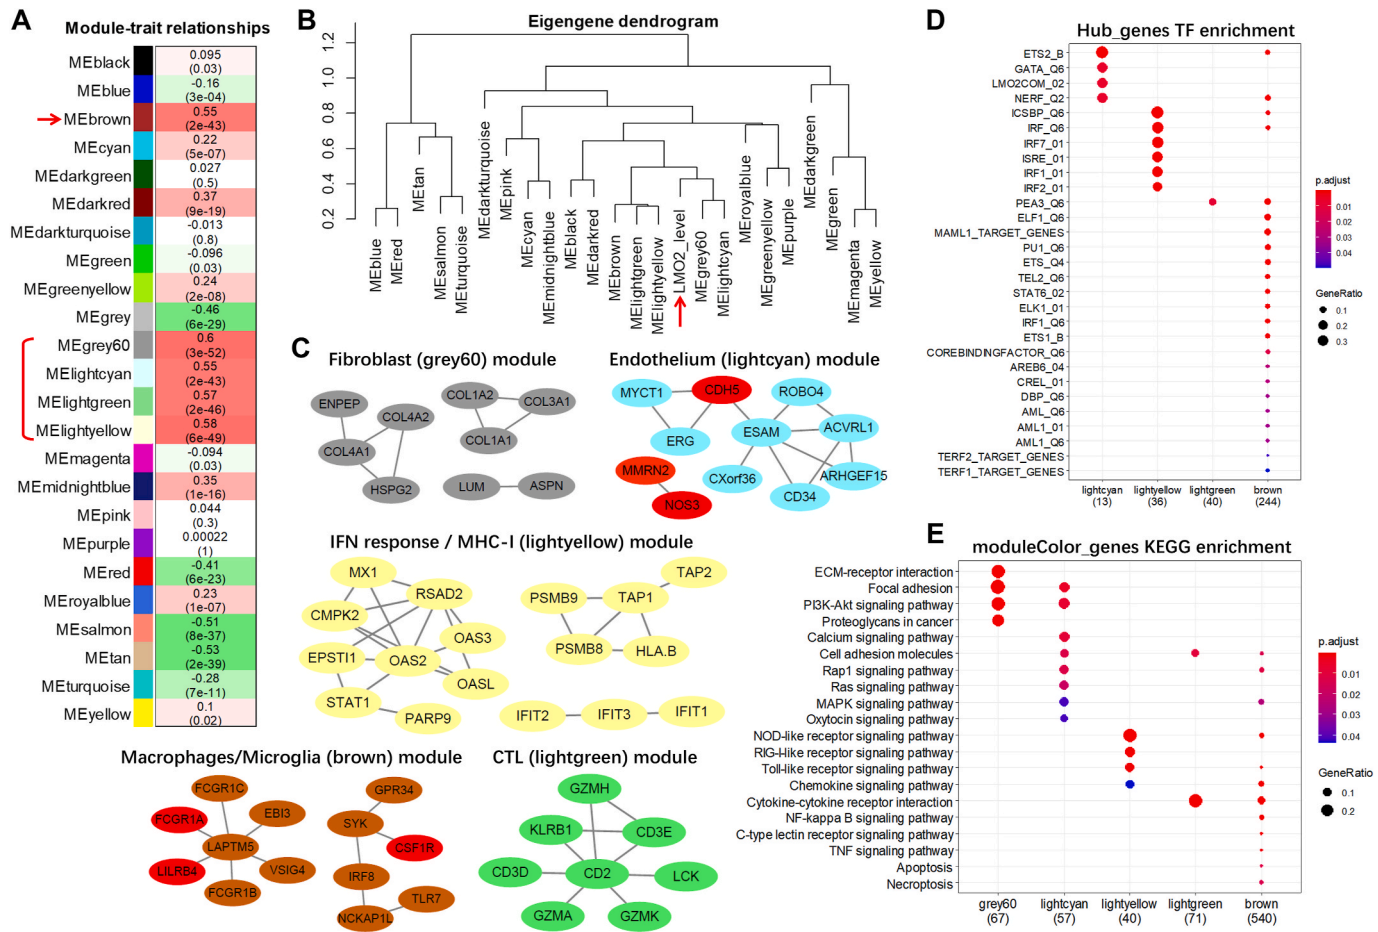 A
Module-trait relationships
MEblack
0.095
(0.03)
MEblue
-0.16
(3e-04)
MEbrown
0.55
(2e-43)
MEcyan
0.22
(5e-07)
MEdarkgreen
0.027
(0.5)
MEdarkred
0.37
(9e-19)
MEdarkturquoise
-0.013
(0.8)
MEgreen
-0.096
(0.03)
MEgreenyellow
0.24
(2e-08)
MEgrey
-0.46
(6e-29)
MEgrey60
0.6
(3e-52)
MElightcyan
0.55
(2e-43)
MElightgreen
0.57
(2e-46)
MElightyellow
0.58
(6e-49)
MEmagenta
-0.094
(0.03)
MEmidnightblue
0.35
(1e-16)
MEpink
0.044
(0.3)
MEpurple
0.00022
(1)
MEred
-0.41
(6e-23)
MEroyalblue
0.23
(1e-07)
MEsalmon
-0.51
(8e-37)
MEtan
-0.53
(2e-39)
MEturquoise
-0.28
(7e-11)
MEyellow
0.1
(0.02)
B
Eigengene dendrogram
1.2
1.0
0.8
0.6
0.4
0.2
MEblue
MEred
MEtan
MEsalmon
MEturquoise
MEdarkturquoise
MEpink
MEcyan
MEmidnightblue
MEblack
MEdarkred
MEbrown
MElightgreen
MElightyellow
LMO2_level
MEgrey60
MElightcyan
MEroyalblue
MEgreenyellow
MEpurple
MEdarkgreen
MEgreen
MEmagenta
MEyellow
C
Fibroblast (grey60) module
ENPEP
COL4A2
COL4A1
HSPG2
COL1A2
COL3A1
COL1A1
LUM
ASPN
Endothelium (lightcyan) module
MYCT1
CDH5
ROBO4
ERG
ESAM
ACVRL1
MMRN2
CXorf36
ARHGEF15
NOS3
CD34
IFN response / MHC-I (lightyellow) module
MX1
RSAD2
CMPK2
OAS3
EPSTI1
OAS2
OASL
STAT1
PARP9
TAP2
PSMB9
TAP1
PSMB8
HLA.B
IFIT2
IFIT3
IFIT1
Macrophages/Microglia (brown) module
FCGR1C
FCGR1A
EBI3
LAPTM5
LILRB4
VSIG4
FCGR1B
GPR34
SYK
CSF1R
IRF8
TLR7
NCKAP1L
CTL (lightgreen) module
GZMH
KLRB1
CD3E
CD3D
CD2
LCK
GZMA
GZMK
D
Hub_genes TF enrichment
ETS2_B
GATA_Q6
LMO2COM_02
NERF_Q2
ICSBP_Q6
IRF_Q6
IRF7_01
ISRE_01
IRF1_01
IRF2_01
PEA3_Q6
ELF1_Q6
MAML1_TARGET_GENES
PU1_Q6
ETS_Q4
TEL2_Q6
STAT6_02
ELK1_01
IRF1_Q6
ETS1_B
COREBINDINGFACTOR_Q6
AREB6_04
CREL_01
DBP_Q6
AML_Q6
AML1_01
AML1_Q6
TERF2_TARGET_GENES
TERF1_TARGET_GENES
lightcyan
(13)
lightyellow
(36)
lightgreen
(40)
brown
(244)
p.adjust
0.01
0.02
0.03
0.04
GeneRatio
0.1
0.2
0.3
E
moduleColor_genes KEGG enrichment
ECM-receptor interaction
Focal adhesion
PI3K-Akt signaling pathway
Proteoglycans in cancer
Calcium signaling pathway
Cell adhesion molecules
Rap1 signaling pathway
Ras signaling pathway
MAPK signaling pathway
Oxytocin signaling pathway
NOD-like receptor signaling pathway
RIG-I-like receptor signaling pathway
Toll-like receptor signaling pathway
Chemokine signaling pathway
Cytokine-cytokine receptor interaction
NF-kappa B signaling pathway
C-type lectin receptor signaling pathway
TNF signaling pathway
Apoptosis
Necroptosis
grey60
(67)
lightcyan
(57)
lightyellow
(40)
lightgreen
(71)
brown
(540)
p.adjust
0.01
0.02
0.03
0.04
GeneRatio
0.1
0.2